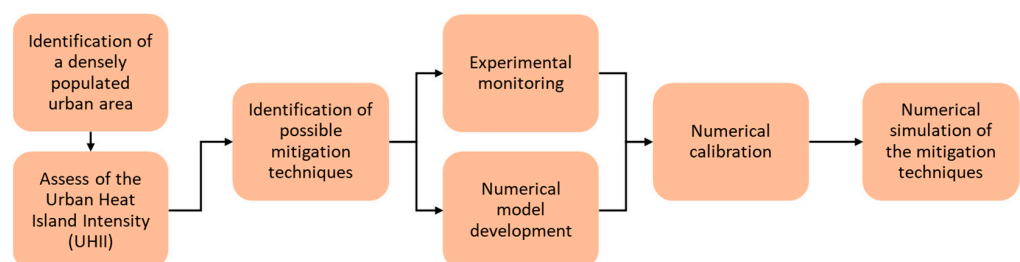 Identification of
a densely
populated
urban area
Assess of the
Urban Heat
Island Intensity
(UHII)
Identification of
possible
mitigation
techniques
Experimental
monitoring
Numerical
model
development
Numerical
calibration
Numerical
simulation of
the mitigation
techniques